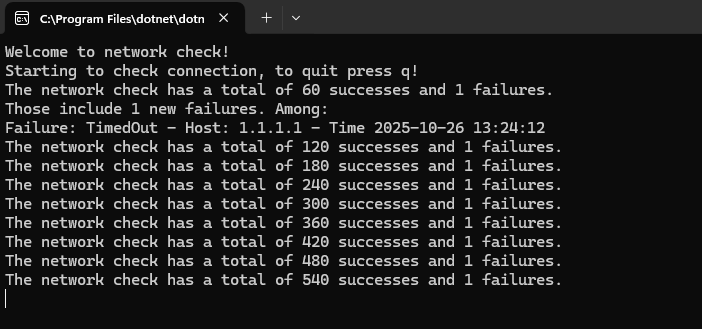 C:\Program Files\dotnet\dotn
Welcome to network check!
Starting to check connection, to quit press q!
The network check has a total of 60 successes and 1 failures.
Those include 1 new failures. Among:
Failure: TimedOut - Host: 1.1.1.1 - Time 2025-10-26 13:24:12
The network check has a total of 120 successes and 1 failures.
The network check has a total of 180 successes and 1 failures.
The network check has a total of 240 successes and 1 failures.
The network check has a total of 300 successes and 1 failures.
The network check has a total of 360 successes and 1 failures.
The network check has a total of 420 successes and 1 failures.
The network check has a total of 480 successes and 1 failures.
The network check has a total of 540 successes and 1 failures.